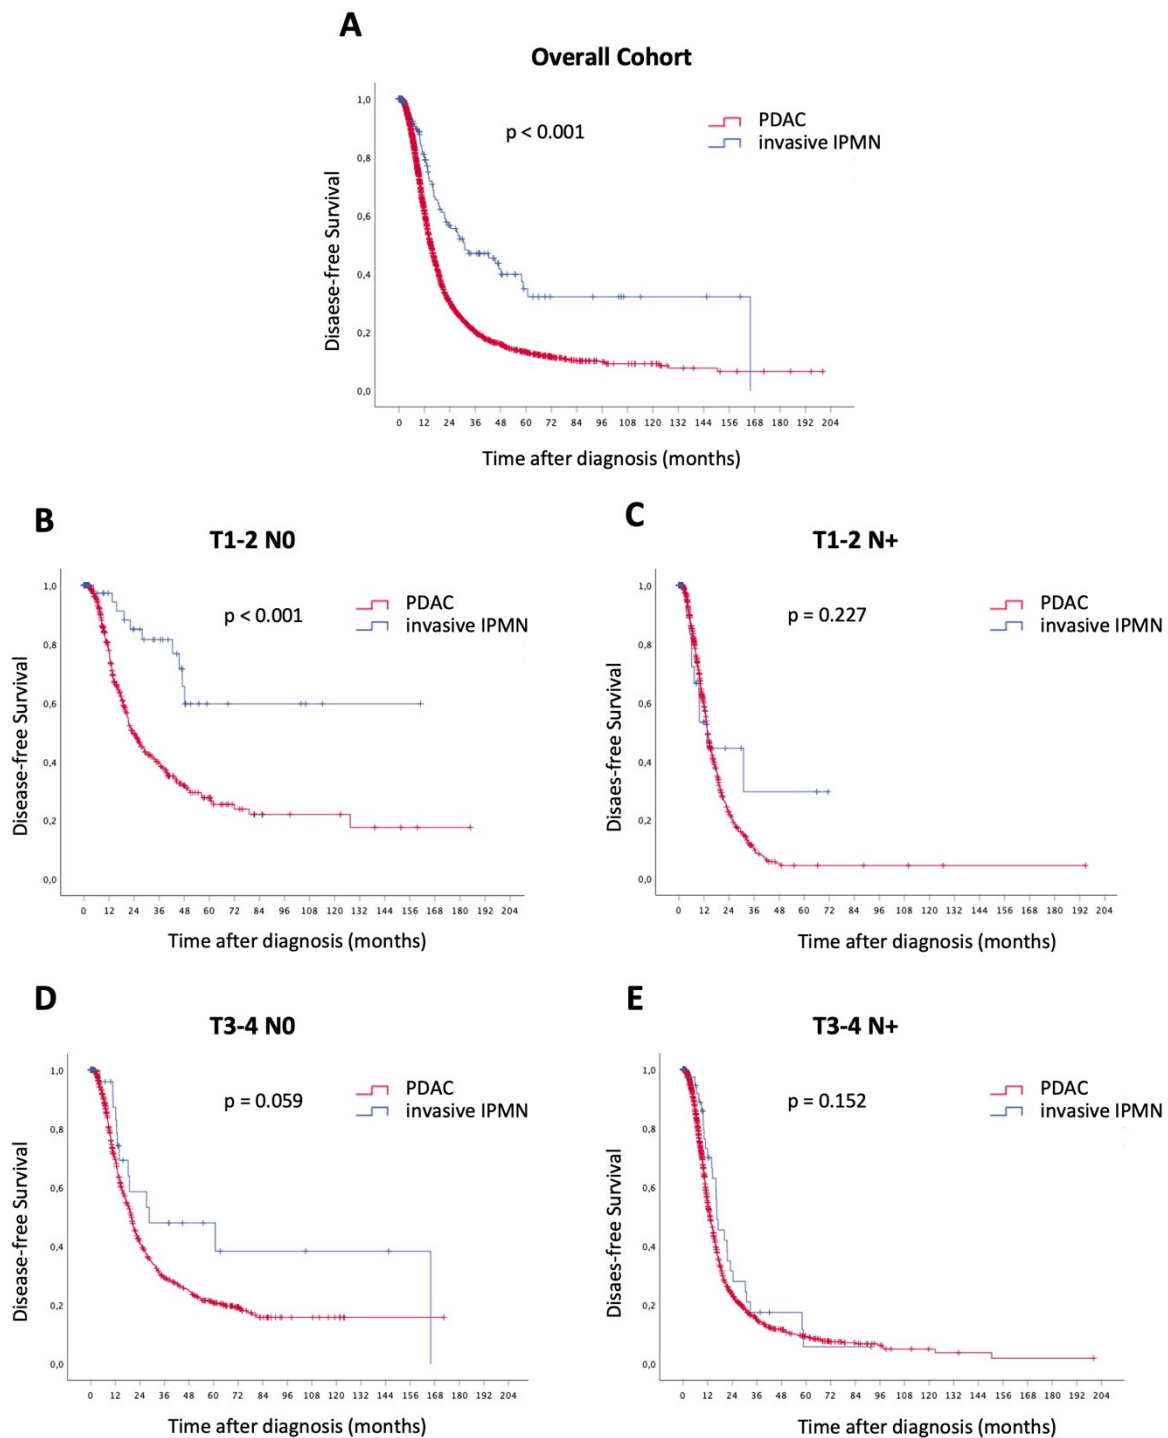 A
Overall Cohort
p < 0.001
PDAC
invasive IPMN
Disaese-free Survival
1,0
0,8
0,6
0,4
0,2
0,0
0 12 24 36 48 60 72 84 96 108 120 132 144 156 168 180 192 204
Time after diagnosis (months)
B
T1-2 N0
p < 0.001
PDAC
invasive IPMN
Disease-free Survival
1,0
0,8
0,6
0,4
0,2
0,0
0 12 24 36 48 60 72 84 96 108 120 132 144 156 168 180 192 204
Time after diagnosis (months)
C
T1-2 N+
p = 0.227
PDAC
invasive IPMN
Disaes-free Survival
1,0
0,8
0,6
0,4
0,2
0,0
0 12 24 36 48 60 72 84 96 108 120 132 144 156 168 180 192 204
Time after diagnosis (months)
D
T3-4 N0
p = 0.059
PDAC
invasive IPMN
Disease-free Survival
1,0
0,8
0,6
0,4
0,2
0,0
0 12 24 36 48 60 72 84 96 108 120 132 144 156 168 180 192 204
Time after diagnosis (months)
E
T3-4 N+
p = 0.152
PDAC
invasive IPMN
Disaes-free Survival
1,0
0,8
0,6
0,4
0,2
0,0
0 12 24 36 48 60 72 84 96 108 120 132 144 156 168 180 192 204
Time after diagnosis (months)